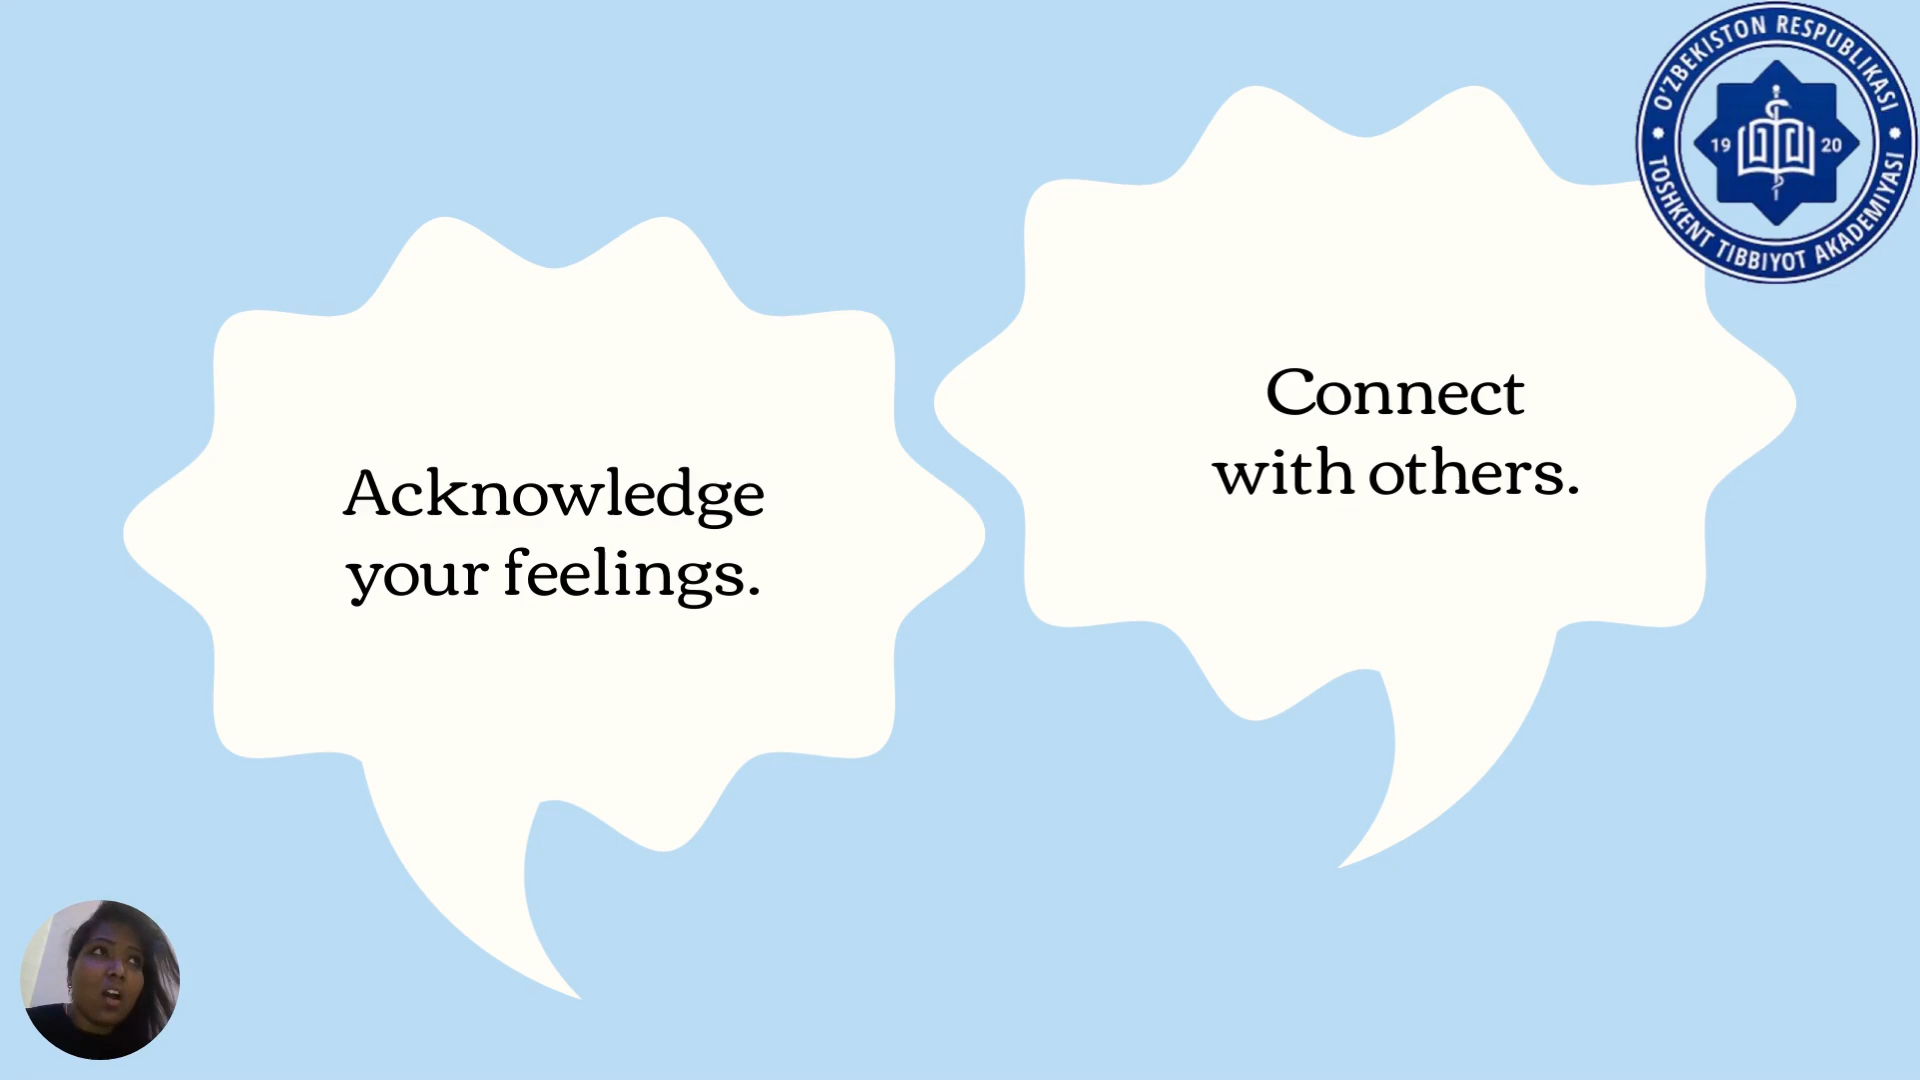 Acknowledge
your feelings.
Connect
with others.
O'ZBEKISTON RESPUBLIKASI
19 20
TOSHKENT TIBBIYOT AKADEMIYASI